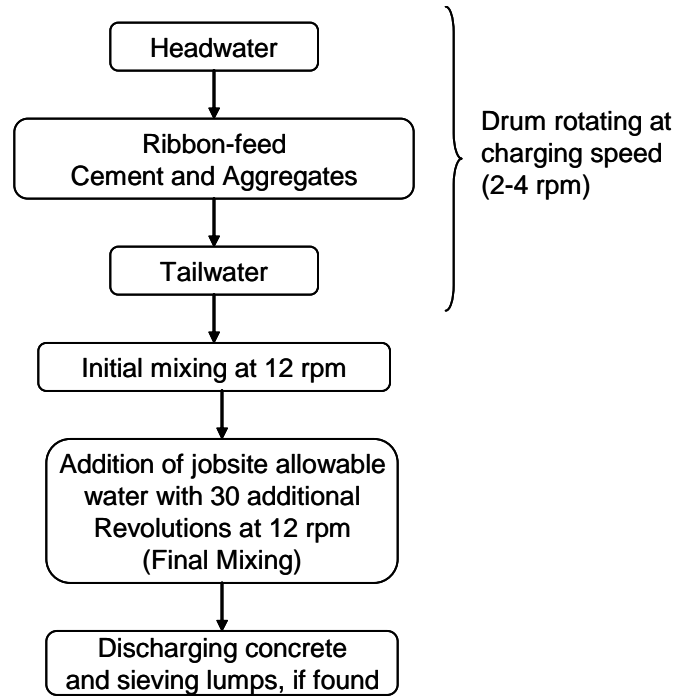 Headwater
Ribbon-feed
Cement and Aggregates
Drum rotating at
charging speed
(2-4 rpm)
Tailwater
Initial mixing at 12 rpm
Addition of jobsite allowable
water with 30 additional
Revolutions at 12 rpm
(Final Mixing)
Discharging concrete
and sieving lumps, if found